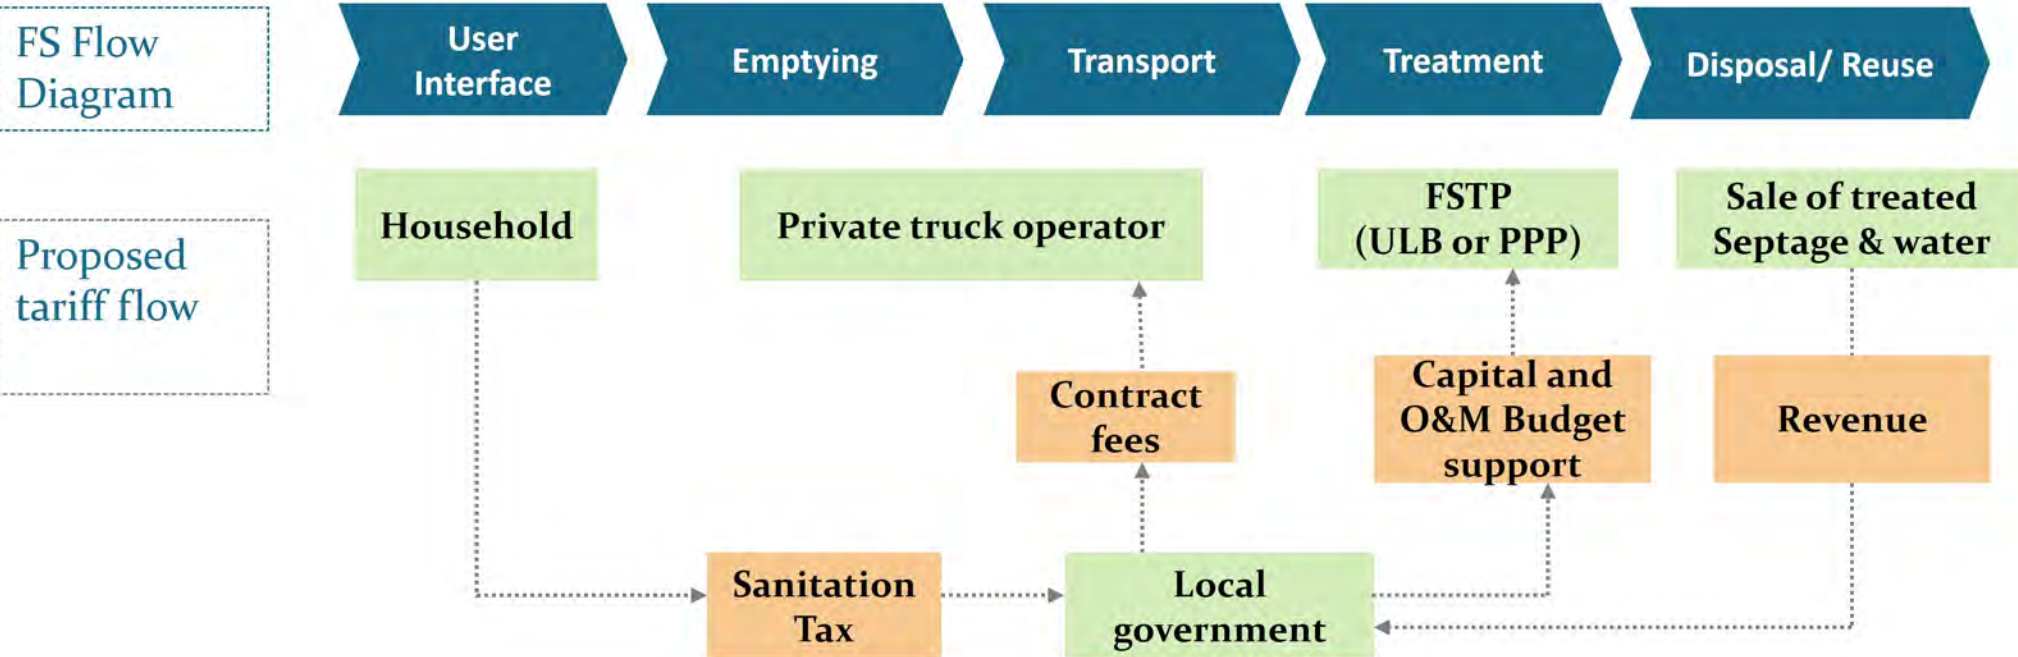 FS Flow
Diagram
User
Interface
Emptying
Transport
Treatment
Disposal/ Reuse
Proposed
tariff flow
Household
Private truck operator
FSTP
(ULB or PPP)
Sale of treated
Septage & water
Contract
fees
Capital and
O&M Budget
support
Revenue
Sanitation
Tax
Local
government